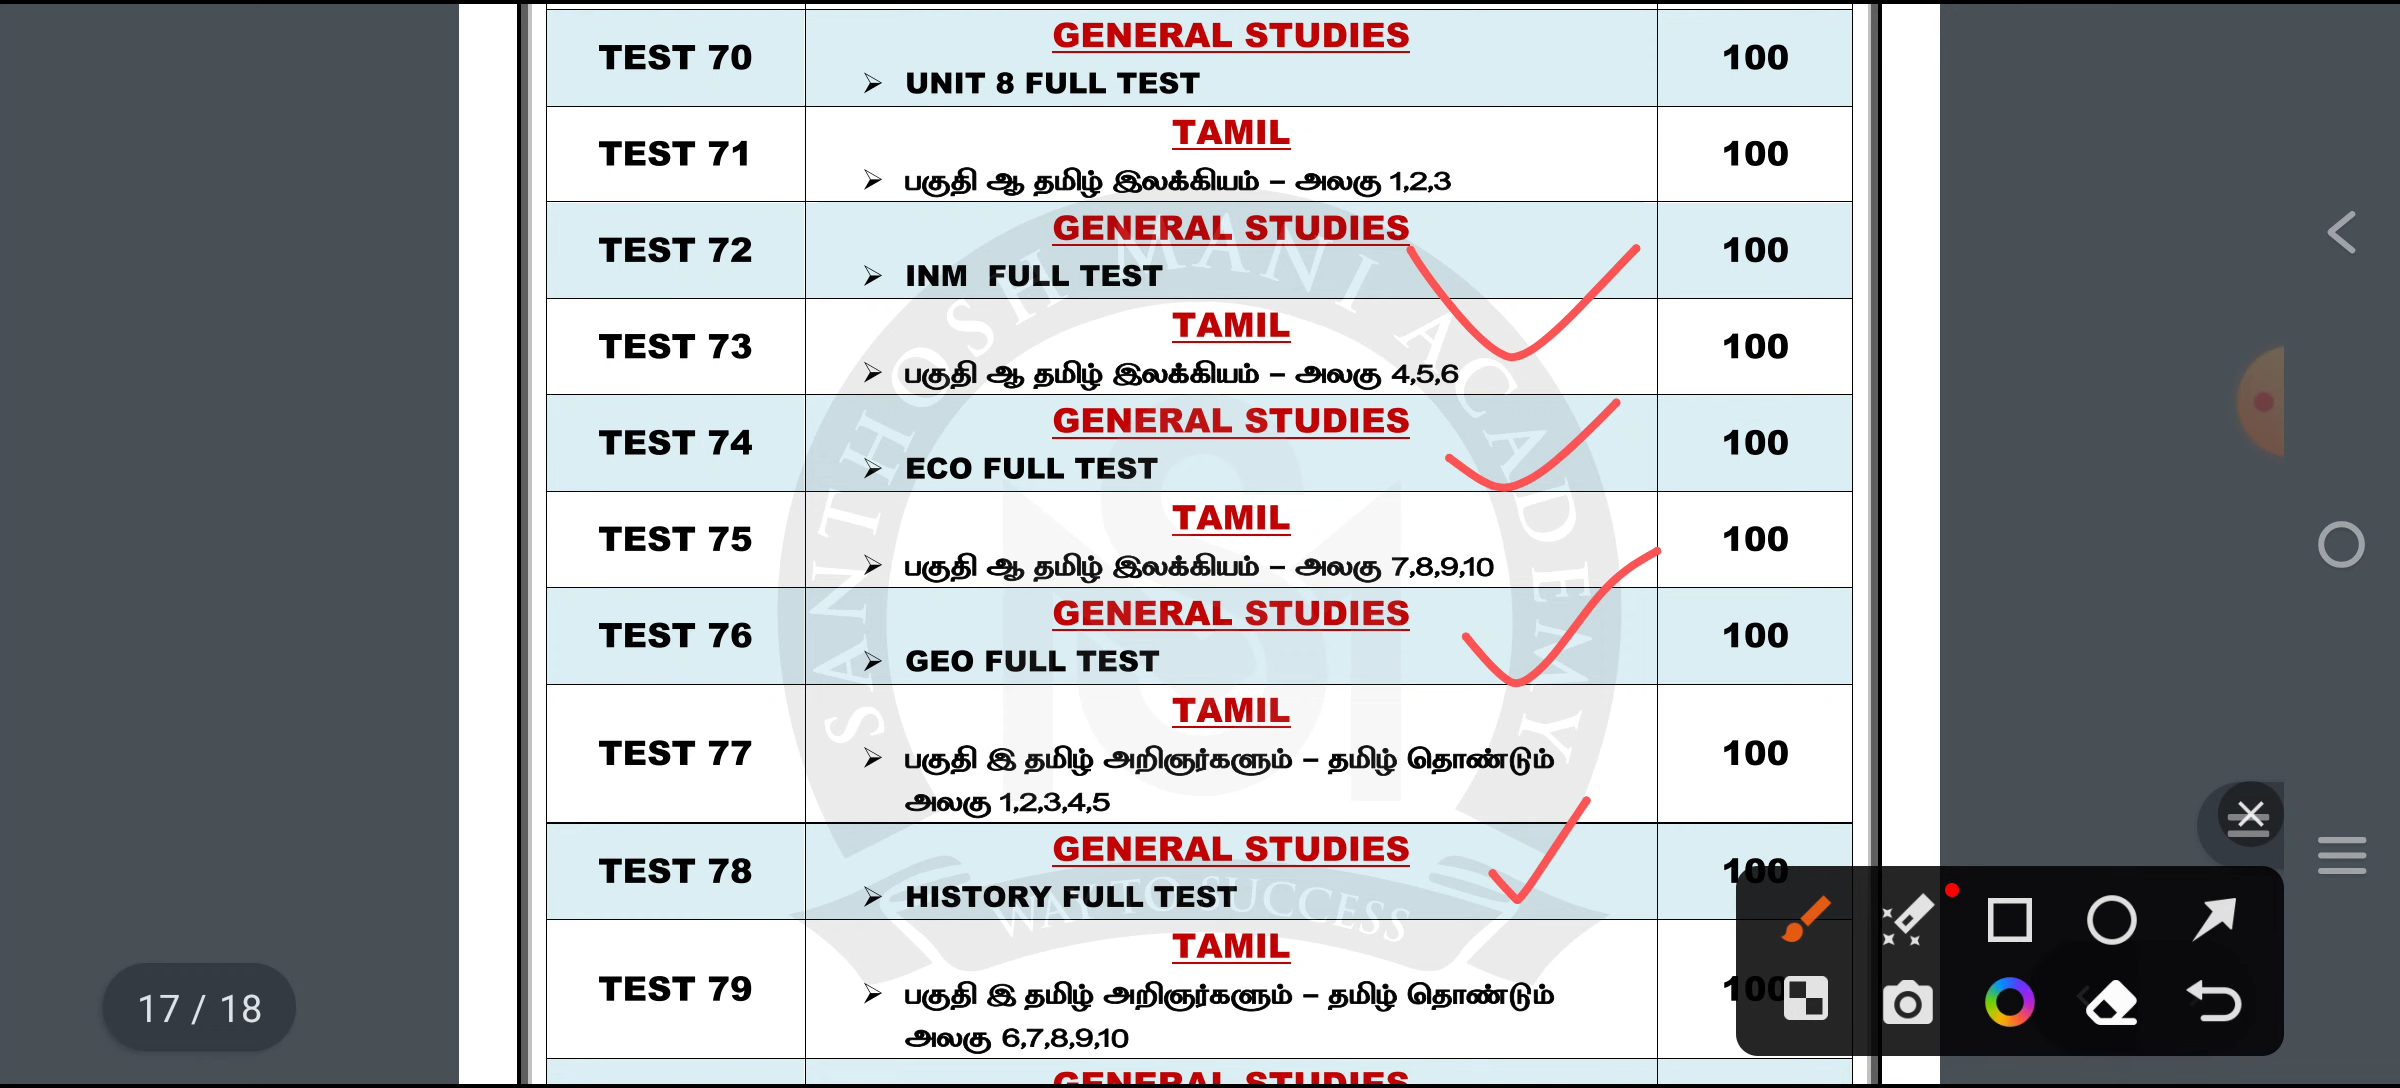 TEST 70
GENERAL STUDIES
➢ UNIT 8 FULL TEST
100
TEST 71
TAMIL
➢ பகுதி ஆ தமிழ் இலக்கியம் – அலகு 1,2,3
100
TEST 72
GENERAL STUDIES
➢ INM FULL TEST
100
TEST 73
TAMIL
➢ பகுதி ஆ தமிழ் இலக்கியம் – அலகு 4,5,6
100
TEST 74
GENERAL STUDIES
➢ ECO FULL TEST
100
TEST 75
TAMIL
➢ பகுதி ஆ தமிழ் இலக்கியம் – அலகு 7,8,9,10
100
TEST 76
GENERAL STUDIES
➢ GEO FULL TEST
100
TEST 77
TAMIL
➢ பகுதி இ தமிழ் அறிஞர்களும் – தமிழ் தொண்டும்
அலகு 1,2,3,4,5
100
TEST 78
GENERAL STUDIES
➢ HISTORY FULL TEST
100
TEST 79
TAMIL
➢ பகுதி இ தமிழ் அறிஞர்களும் – தமிழ் தொண்டும்
அலகு 6,7,8,9,10
100
GENERAL STUDIES
SANTHOSH MANI ACADEMY
WAY TO SUCCESS
17 / 18